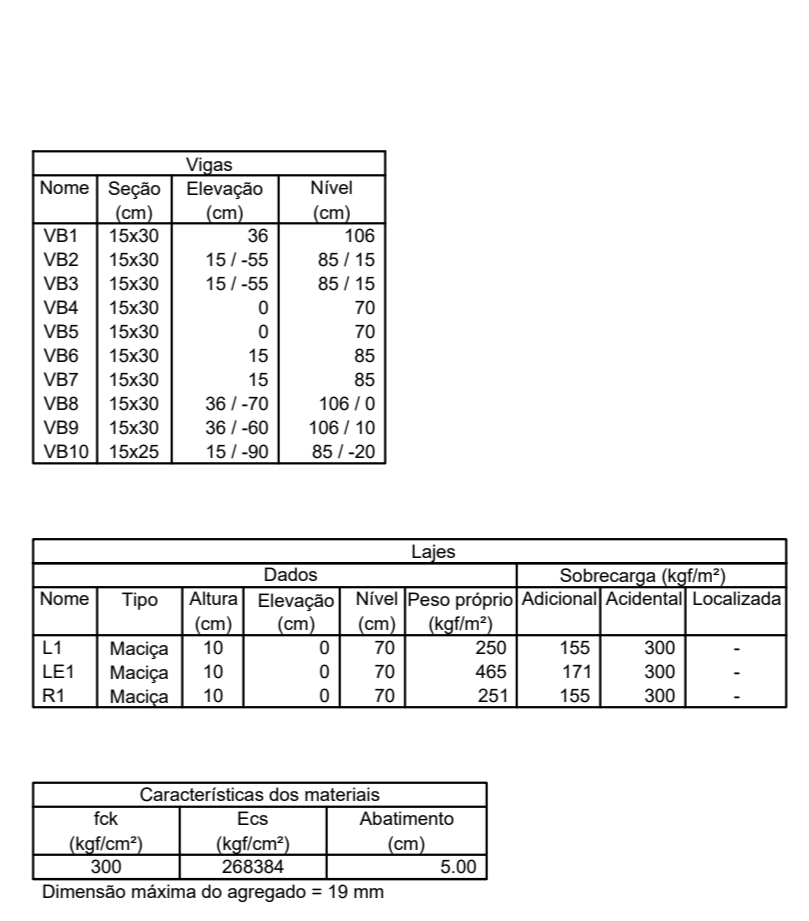 Vigas
Nome Seção Elevação Nível
(cm) (cm) (cm)
VB1 15x30 36 106
VB2 15x30 15 / -55 85 / 15
VB3 15x30 15 / -55 85 / 15
VB4 15x30 0 70
VB5 15x30 0 70
VB6 15x30 15 85
VB7 15x30 15 85
VB8 15x30 36 / -70 106 / 0
VB9 15x30 36 / -60 106 / 10
VB10 15x25 15 / -90 85 / -20
Lajes
Dados Sobrecarga (kgf/m²)
Nome Tipo Altura Elevação Nível Peso próprio Adicional Acidental Localizada
(cm) (cm) (cm) (kgf/m²)
L1 Maciça 10 0 70 250 155 300 -
LE1 Maciça 10 0 70 465 171 300 -
R1 Maciça 10 0 70 251 155 300 -
Características dos materiais
fck Ecs Abatimento
(kgf/cm²) (kgf/cm²) (cm)
300 268384 5.00
Dimensão máxima do agregado = 19 mm